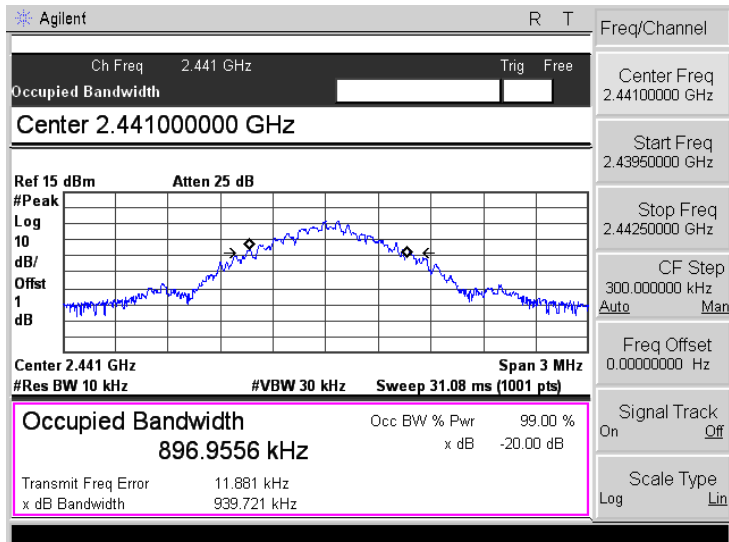 Agilent
R T
Freq/Channel
Ch Freq 2.441 GHz Trig Free
Occupied Bandwidth
Center 2.441000000 GHz
Center Freq
2.44100000 GHz
Start Freq
2.43950000 GHz
Stop Freq
2.44250000 GHz
CF Step
300.000000 kHz
Auto Man
Freq Offset
0.00000000 Hz
Signal Track
On Off
Scale Type
Log Lin
Ref 15 dBm Atten 25 dB
#Peak
Log
10
dB/
Offst
1
dB
Center 2.441 GHz Span 3 MHz
#Res BW 10 kHz #VBW 30 kHz Sweep 31.08 ms (1001 pts)
Occupied Bandwidth Occ BW % Pwr 99.00 %
896.9556 kHz x dB -20.00 dB
Transmit Freq Error 11.881 kHz
x dB Bandwidth 939.721 kHz